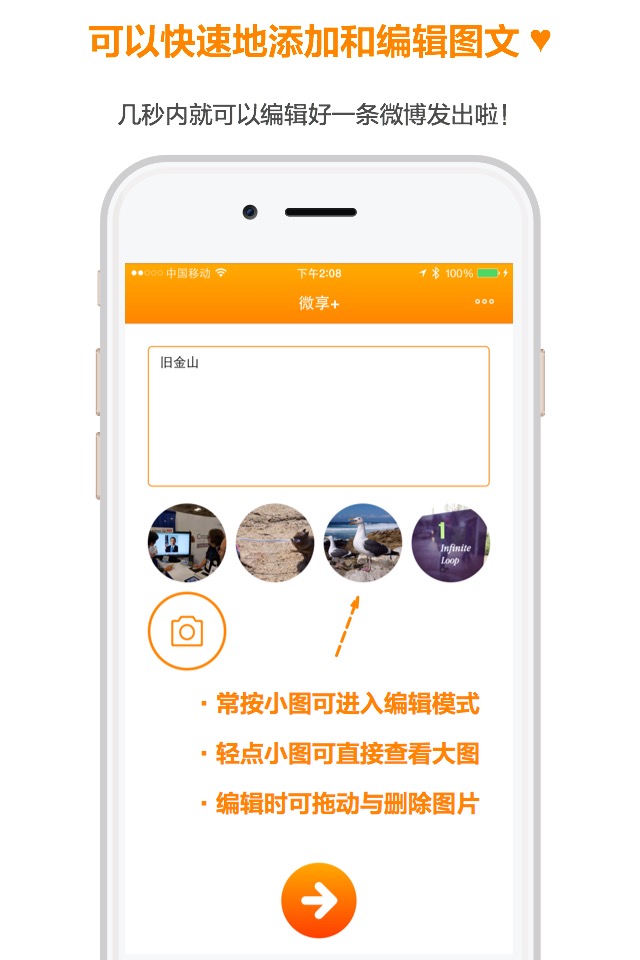 可以快速地添加和编辑图文 ♥
几秒内就可以编辑好一条微博发出啦!
中国移动 下午2:08 100%
微享+
旧金山
1
Infinite
Loop
· 常按小图可进入编辑模式
· 轻点小图可直接查看大图
· 编辑时可拖动与删除图片